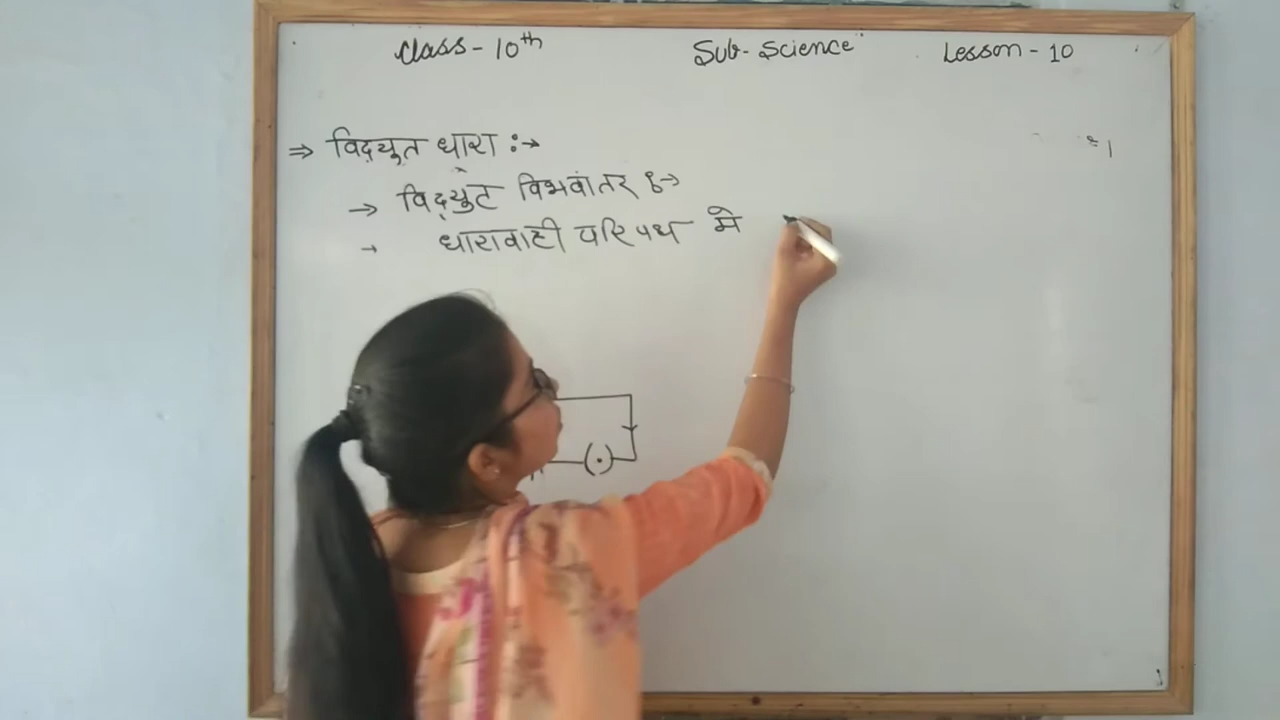 Class - 10th Sub- Science Lesson - 10
⇒ विद्युत धारा :→
→ विद्युट विभवांतर :→
→ धारावाही परिपथ मे